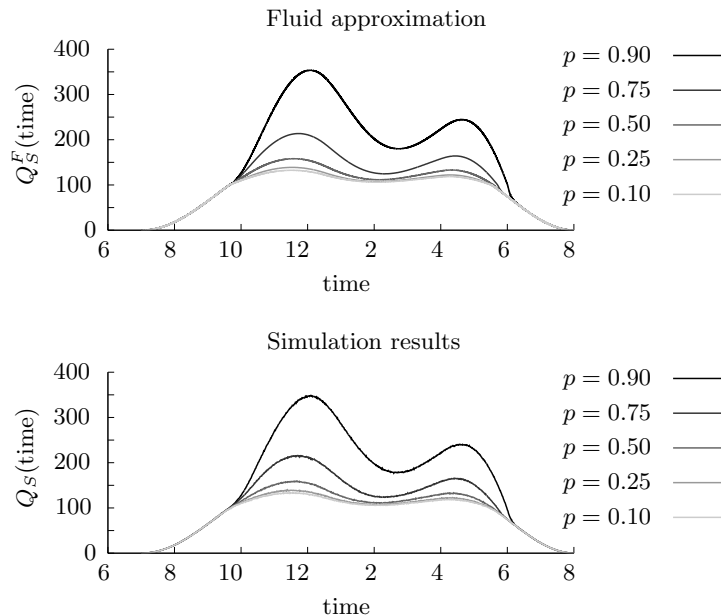 Fluid approximation
400
300
200
100
0
Q_S^F(time)
6 8 10 12 2 4 6 8
time
p = 0.90
p = 0.75
p = 0.50
p = 0.25
p = 0.10
Simulation results
400
300
200
100
0
Q_S(time)
6 8 10 12 2 4 6 8
time
p = 0.90
p = 0.75
p = 0.50
p = 0.25
p = 0.10